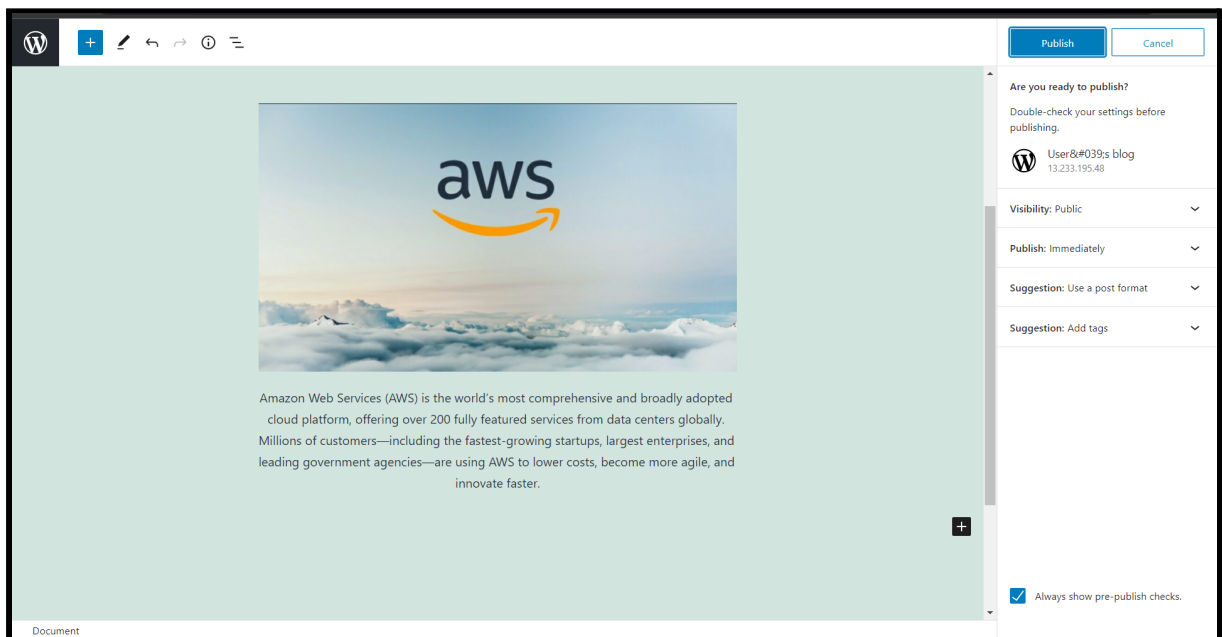 Publish
Cancel
Are you ready to publish?
Double-check your settings before
publishing.
User&#039;s blog
13.233.195.48
Visibility: Public
Publish: Immediately
Suggestion: Use a post format
Suggestion: Add tags
Always show pre-publish checks.
aws
Amazon Web Services (AWS) is the world's most comprehensive and broadly adopted
cloud platform, offering over 200 fully featured services from data centers globally.
Millions of customers—including the fastest-growing startups, largest enterprises, and
leading government agencies—are using AWS to lower costs, become more agile, and
innovate faster.
Document